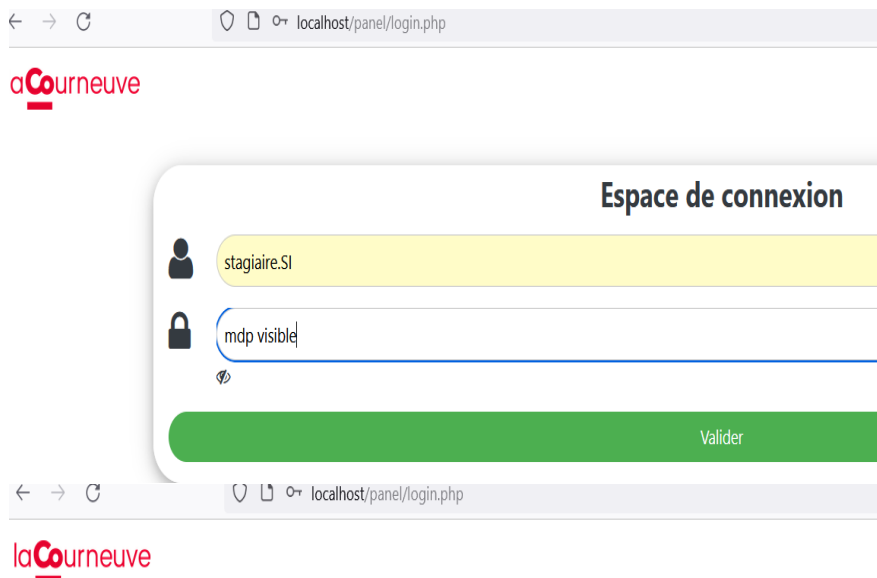 localhost/panel/login.php
aCourneuve
Espace de connexion
stagiaire.SI
mdp visible
Valider
localhost/panel/login.php
laCourneuve